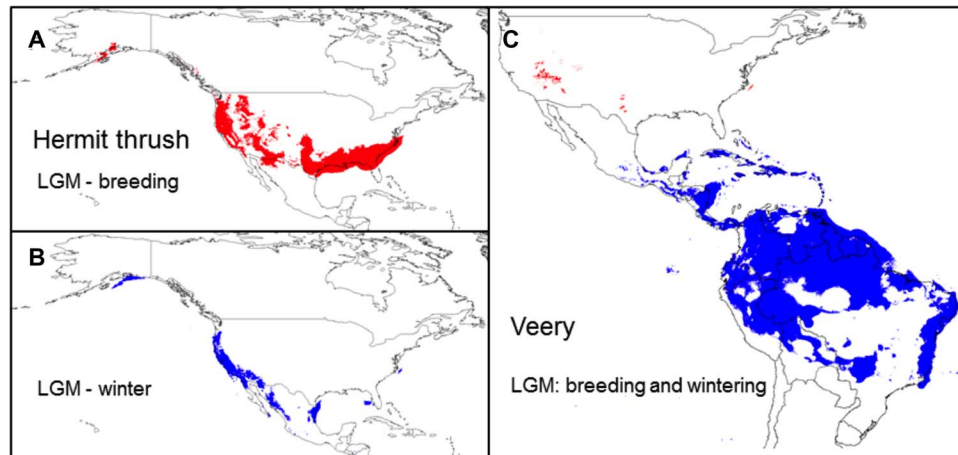 A
Hermit thrush
LGM - breeding
B
LGM - winter
C
Veery
LGM: breeding and wintering